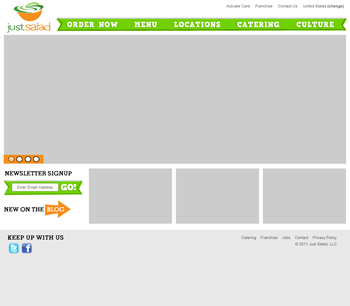 Activate Card Franchise Contact Us United States (change)
just salad
ORDER NOW MENU LOCATIONS CATERING CULTURE
NEWSLETTER SIGNUP
Enter Email Address GO!
NEW ON THE BLOG
KEEP UP WITH US
Catering Franchise Jobs Contact Privacy Policy
© 2011 Just Salad, LLC